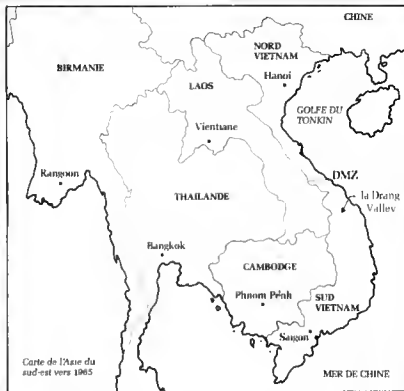 CHINE
NORD
VIETNAM
BIRMANIE
Hanoi
LAOS
GOLFE DU
TONKIN
Vientiane
Rangoon
DMZ
Ia Drang
Valley
THAILANDE
Bangkok
CAMBODGE
Phnom Penh
SUD
VIETNAM
Saigon
Carte de l'Asie du
sud-est vers 1965
MER DE CHINE